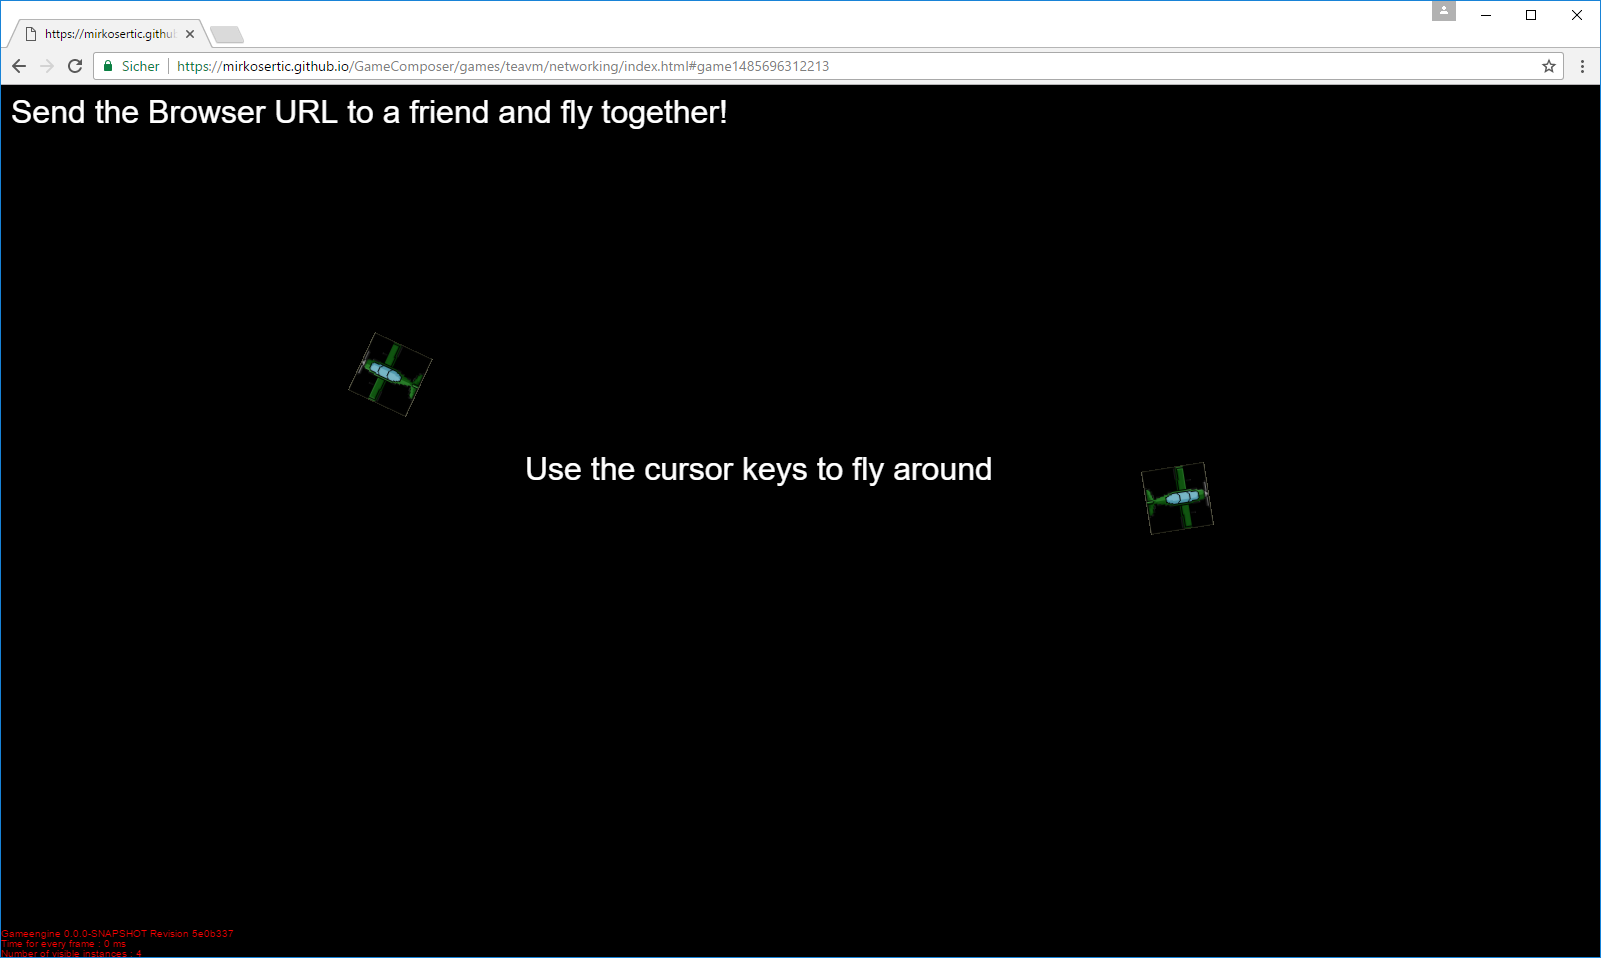 https://mirkosertic.githu
Sicher
https://mirkosertic.github.io/GameComposer/games/teavm/networking/index.html#game1485696312213
Send the Browser URL to a friend and fly together!
Use the cursor keys to fly around
Gameengine 0.0.0-SNAPSHOT Revision 5e0b337
Time for every frame : 0 ms
Number of visible instances : 4